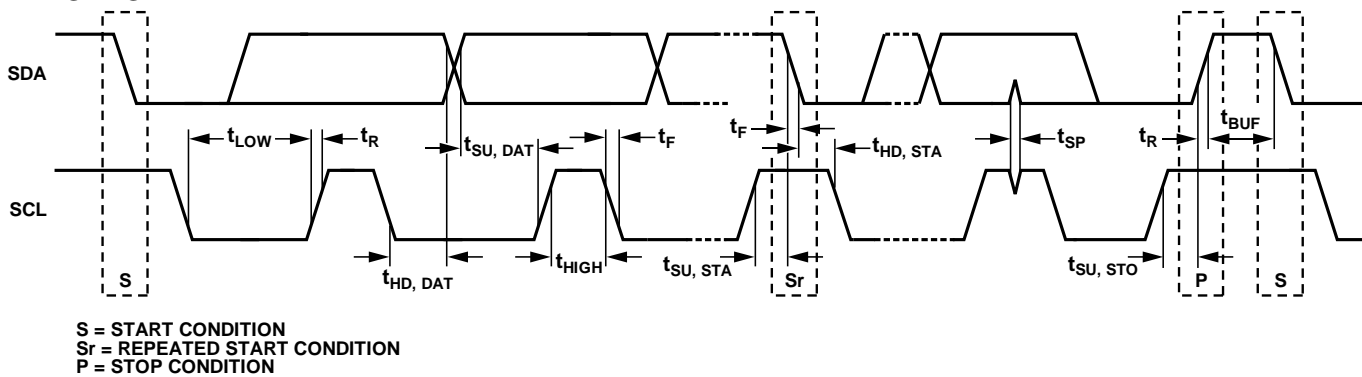 SDA
tLOW
tR
tSU, DAT
tF
tF
tHD, STA
tSP
tR
tBUF
SCL
tHD, DAT
tHIGH
tSU, STA
tSU, STO
S
Sr
P
S
S = START CONDITION
Sr = REPEATED START CONDITION
P = STOP CONDITION